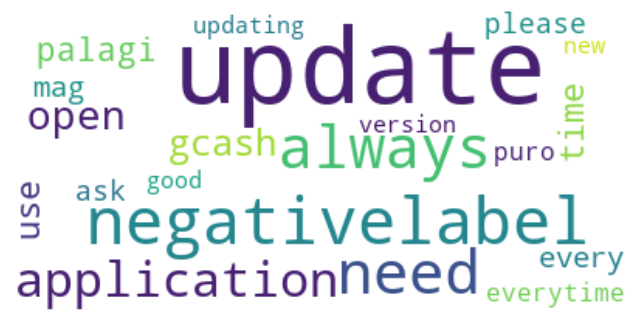 updating
please
update
new
palagi
mag
open
version
time
gcash
always
puro
use
ask
good
negativelabel
every
application
need
everytime